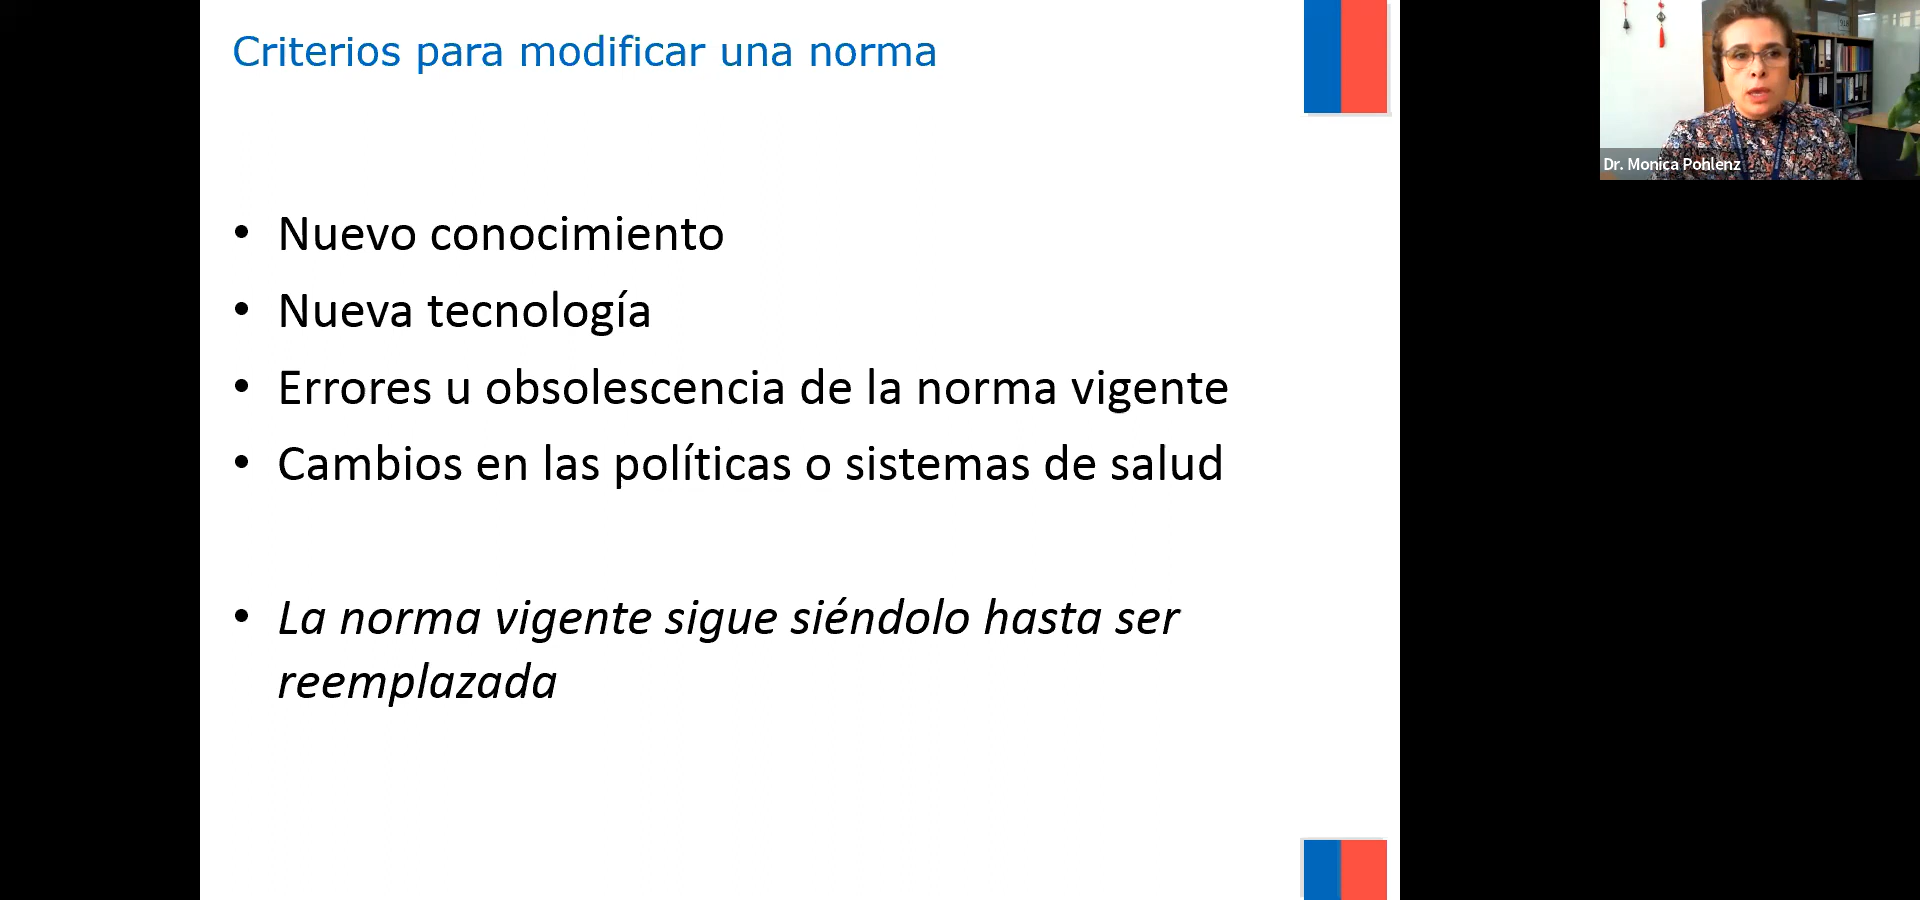 Criterios para modificar una norma
Dr. Monica Pohlenz
• Nuevo conocimiento
• Nueva tecnología
• Errores u obsolescencia de la norma vigente
• Cambios en las políticas o sistemas de salud
• La norma vigente sigue siéndolo hasta ser
reemplazada